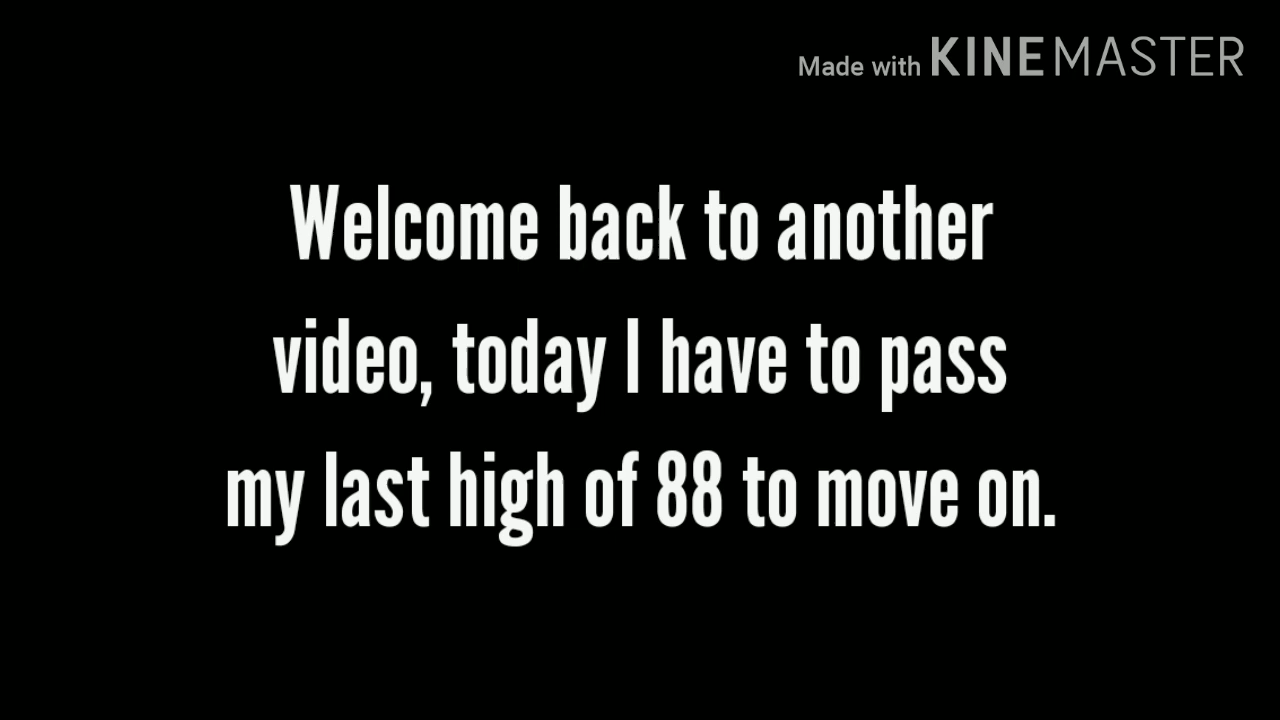 Made with KINEMASTER
Welcome back to another
video, today I have to pass
my last high of 88 to move on.